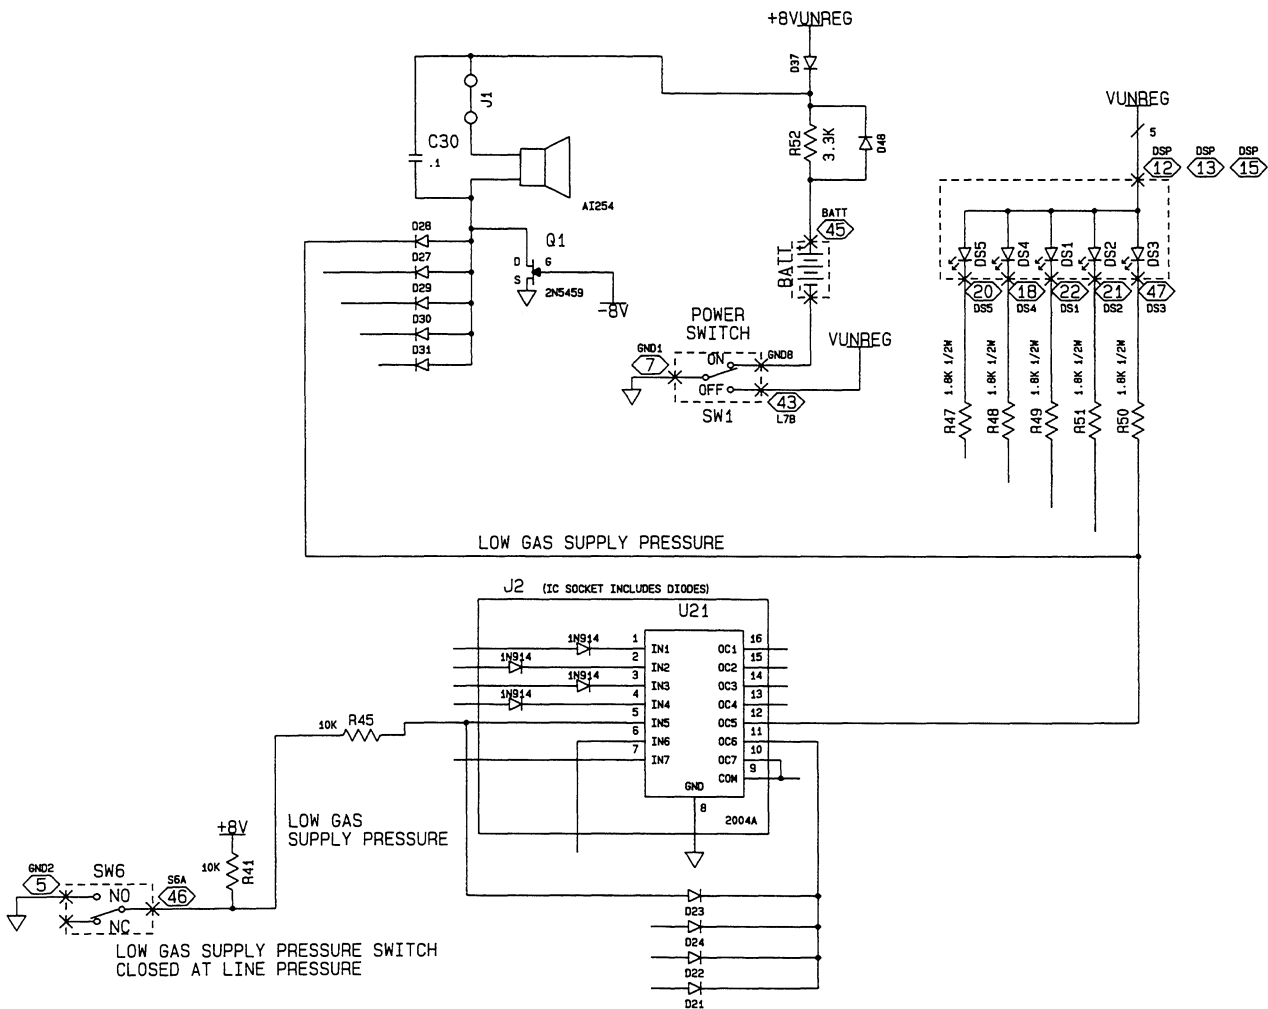 +8VUNREG
D37
J1
C30
.1
R52
3.3K
D48
AI254
VUNREG
5
DSP
DSP
DSP
12
13
15
D28
D27
D29
D30
D31
Q1
D
G
S
2N5459
-8V
BATT
45
BATT
+
DS5
DS4
DS1
DS2
DS3
20
18
22
21
47
DS5
DS4
DS1
DS2
DS3
POWER
SWITCH
GND1
7
ON
GND8
VUNREG
OFF
43
L7B
SW1
R47 1.8K 1/2W
R48 1.8K 1/2W
R49 1.8K 1/2W
R51 1.8K 1/2W
R50 1.8K 1/2W
LOW GAS SUPPLY PRESSURE
J2 (IC SOCKET INCLUDES DIODES)
U21
1N914 1 IN1 OC1 16
1N914 2 IN2 OC2 15
1N914 3 IN3 OC3 14
1N914 4 IN4 OC4 13
5 IN5 OC5 12
6 IN6 OC6 11
7 IN7 OC7 10
COM 9
GND
8
2004A
10K R45
LOW GAS
SUPPLY PRESSURE
+8V
10K
R41
GND2
5
SW6
NO
NC
S6A
46
LOW GAS SUPPLY PRESSURE SWITCH
CLOSED AT LINE PRESSURE
D23
D24
D22
D21